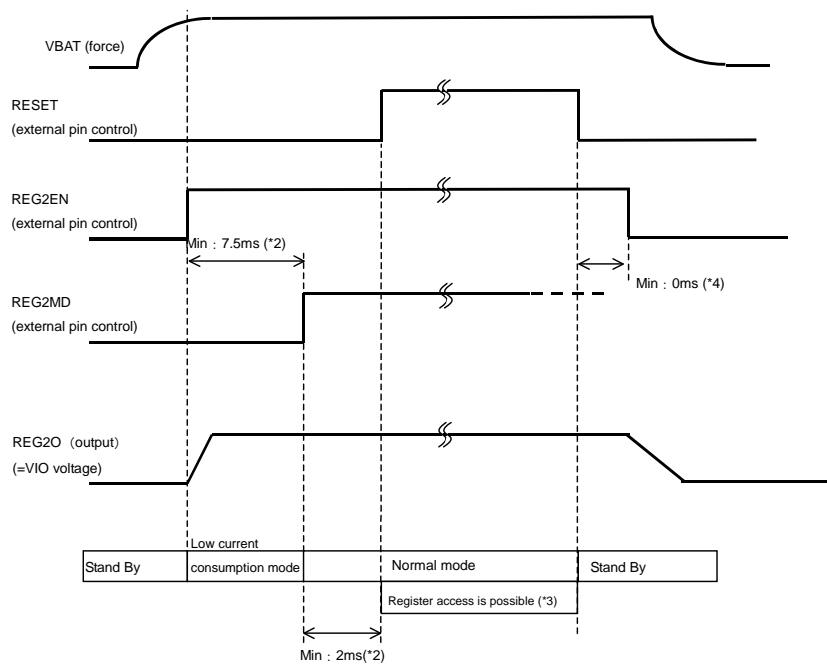 VBAT (force)
RESET
(external pin control)
REG2EN
(external pin control)
Min : 7.5ms (*2)
Min : 0ms (*4)
REG2MD
(external pin control)
REG2O (output)
(=VIO voltage)
Stand By
Low current
consumption mode
Normal mode
Stand By
Register access is possible (*3)
Min : 2ms(*2)